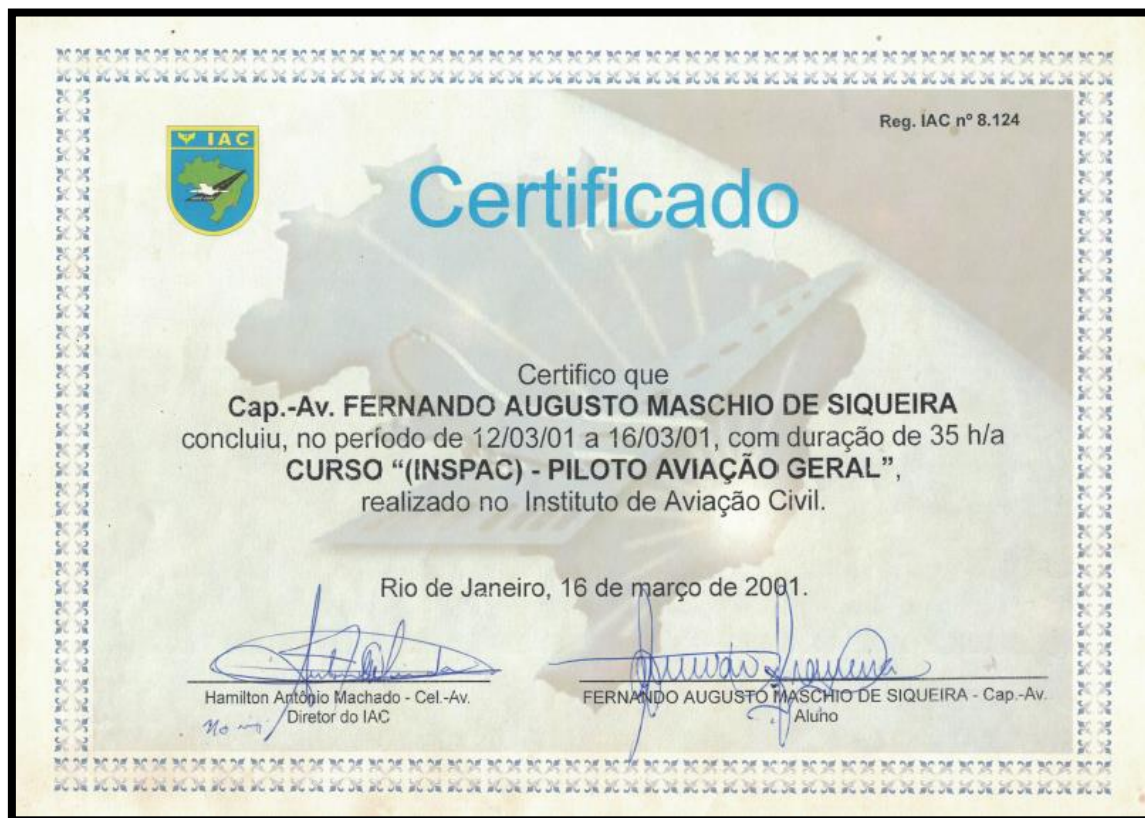 IAC
Reg. IAC nº 8.124
Certificado
Certifico que
Cap.-Av. FERNANDO AUGUSTO MASCHIO DE SIQUEIRA
concluiu, no período de 12/03/01 a 16/03/01, com duração de 35 h/a
CURSO “(INSPAC) - PILOTO AVIAÇÃO GERAL”,
realizado no Instituto de Aviação Civil.
Rio de Janeiro, 16 de março de 2001.
Hamilton Antônio Machado - Cel.-Av.
Diretor do IAC
FERNANDO AUGUSTO MASCHIO DE SIQUEIRA - Cap.-Av.
Aluno